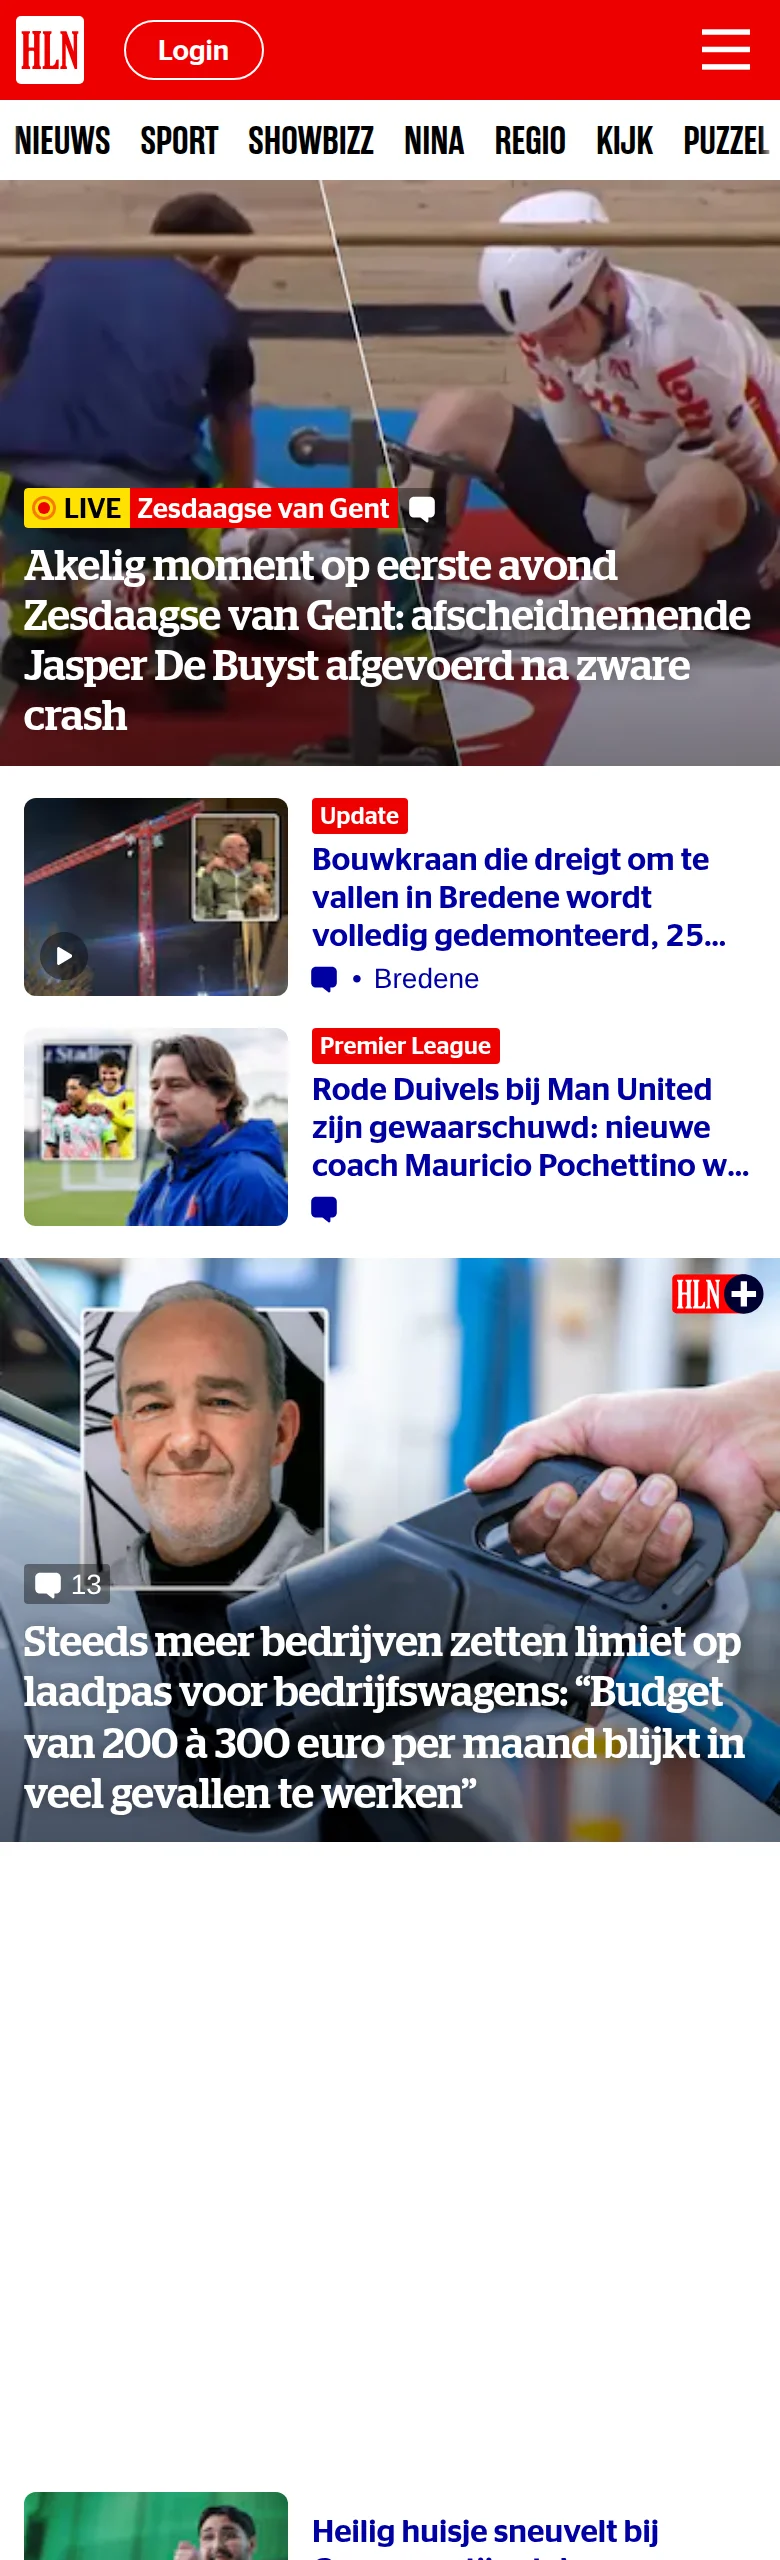 HLN
Login
NIEUWS SPORT SHOWBIZZ NINA REGIO KIJK PUZZEL
LIVE Zesdaagse van Gent
Akelig moment op eerste avond
Zesdaagse van Gent: afscheidnemende
Jasper De Buyst afgevoerd na zware
crash
Update
Bouwkraan die dreigt om te
vallen in Bredene wordt
volledig gedemonteerd, 25...
• Bredene
Premier League
Rode Duivels bij Man United
zijn gewaarschuwd: nieuwe
coach Mauricio Pochettino w...
HLN+
13
Steeds meer bedrijven zetten limiet op
laadpas voor bedrijfswagens: “Budget
van 200 à 300 euro per maand blijkt in
veel gevallen te werken”
Heilig huisje sneuvelt bij